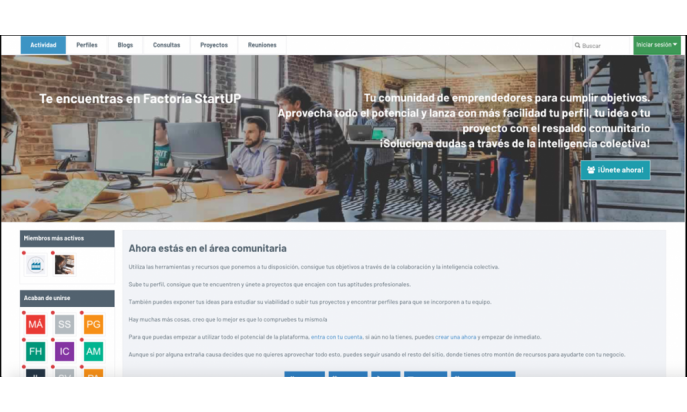 Actividad
Perfiles
Blogs
Consultas
Proyectos
Reuniones
Buscar
Iniciar sesión
Te encuentras en Factoría StartUP
Tu comunidad de emprendedores para cumplir objetivos.
Aprovecha todo el potencial y lanza con más facilidad tu perfil, tu idea o tu
proyecto con el respaldo comunitario
¡Soluciona dudas a través de la inteligencia colectiva!
¡Únete ahora!
Miembros más activos
Acaban de unirse
MÁ
SS
PG
FH
IC
AM
Ahora estás en el área comunitaria
Utiliza las herramientas y recursos que ponemos a tu disposición, consigue tus objetivos a través de la colaboración y la inteligencia colectiva.
Sube tu perfil, consigue que te encuentren y únete a proyectos que encajen con tus aptitudes profesionales.
También puedes exponer tus ideas para estudiar su viabilidad o subir tus proyectos y encontrar perfiles para que se incorporen a tu equipo.
Hay muchas más cosas, creo que lo mejor es que lo compruebes tu mismo/a
Para que puedas empezar a utilizar todo el potencial de la plataforma, entra con tu cuenta, si aún no la tienes, puedes crear una ahora y empezar de inmediato.
Aunque si por alguna extraña causa decides que no quieres aprovechar todo esto, puedes seguir usando el resto del sitio, donde tienes otro montón de recursos para ayudarte con tu negocio.